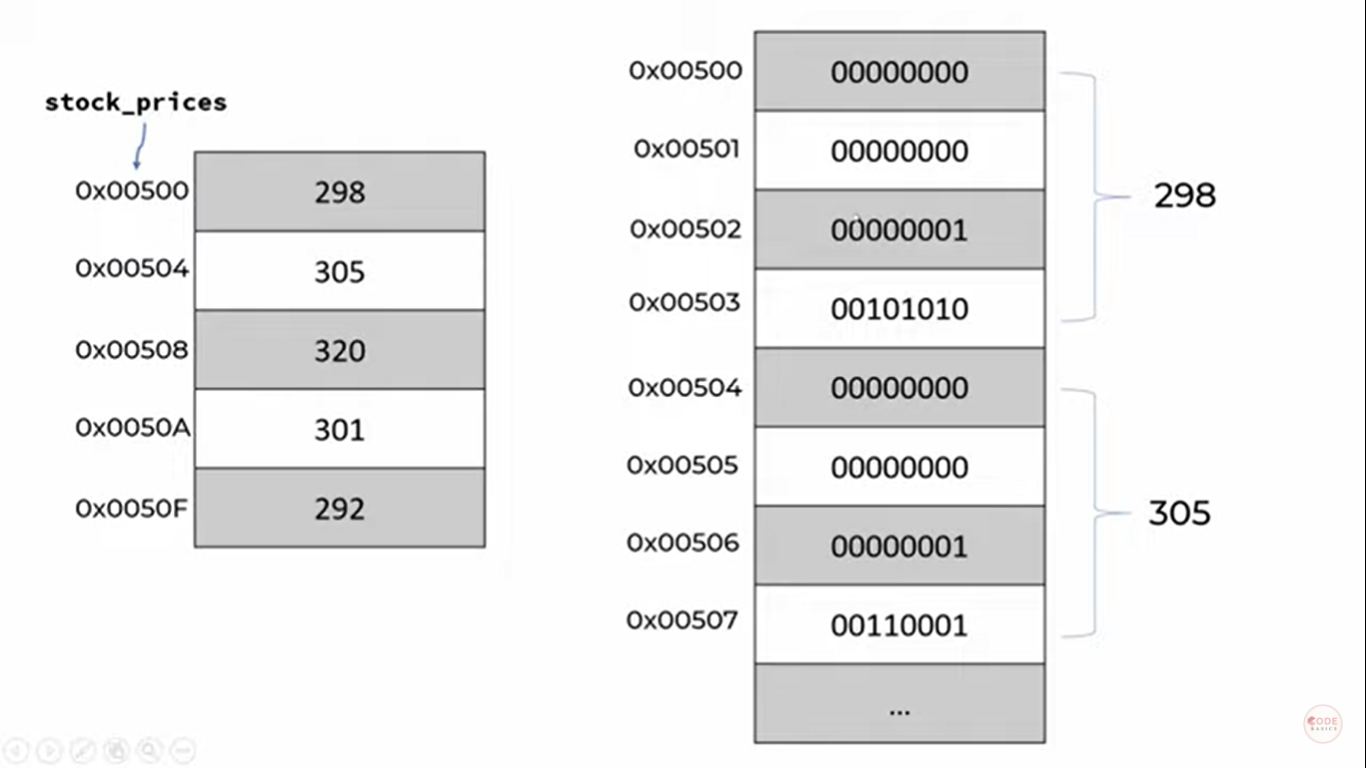 stock_prices
0x00500 298
0x00504 305
0x00508 320
0x0050A 301
0x0050F 292
0x00500 00000000
0x00501 00000000
0x00502 00000001
0x00503 00101010
298
0x00504 00000000
0x00505 00000000
0x00506 00000001
0x00507 00110001
305
...
CODE
BASICS